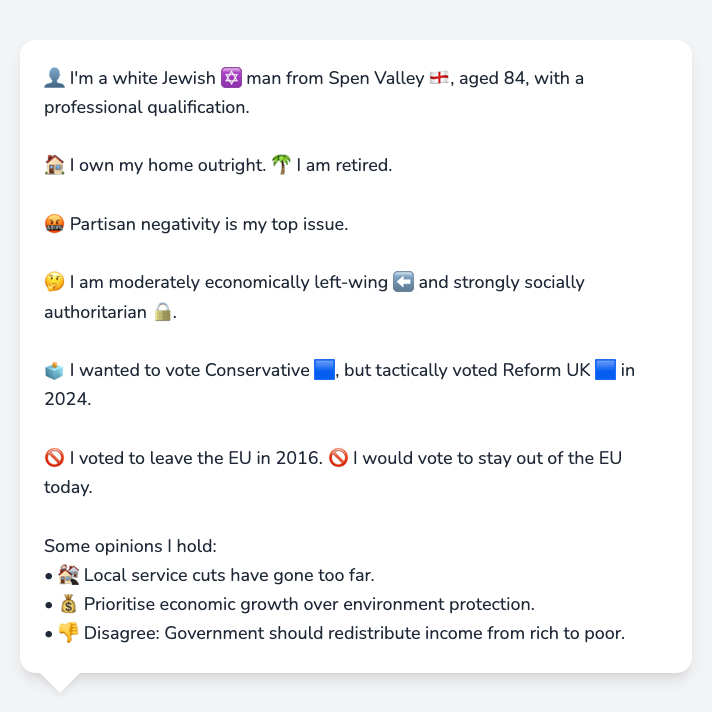 👤 I'm a white Jewish ✡️ man from Spen Valley 🏴󠁧󠁢󠁥󠁮󠁧󠁿, aged 84, with a
professional qualification.
🏠 I own my home outright. 🌴 I am retired.
🤬 Partisan negativity is my top issue.
🤔 I am moderately economically left-wing ⬅️ and strongly socially
authoritarian 🔒.
🗳️ I wanted to vote Conservative 🟦, but tactically voted Reform UK 🟦 in
2024.
🚫 I voted to leave the EU in 2016. 🚫 I would vote to stay out of the EU
today.
Some opinions I hold:
• 🏚️ Local service cuts have gone too far.
• 💰 Prioritise economic growth over environment protection.
• 👎 Disagree: Government should redistribute income from rich to poor.